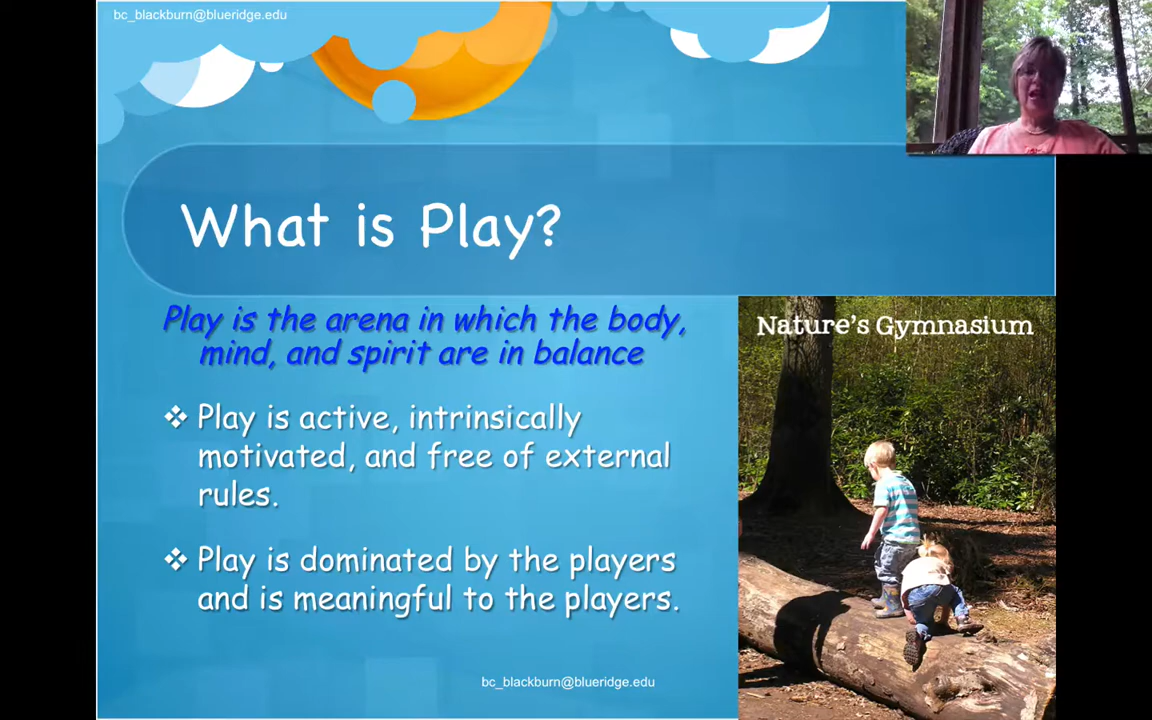 bc_blackburn@blueridge.edu
What is Play?
Play is the arena in which the body,
mind, and spirit are in balance
Nature's Gymnasium
❖ Play is active, intrinsically
motivated, and free of external
rules.
❖ Play is dominated by the players
and is meaningful to the players.
bc_blackburn@blueridge.edu